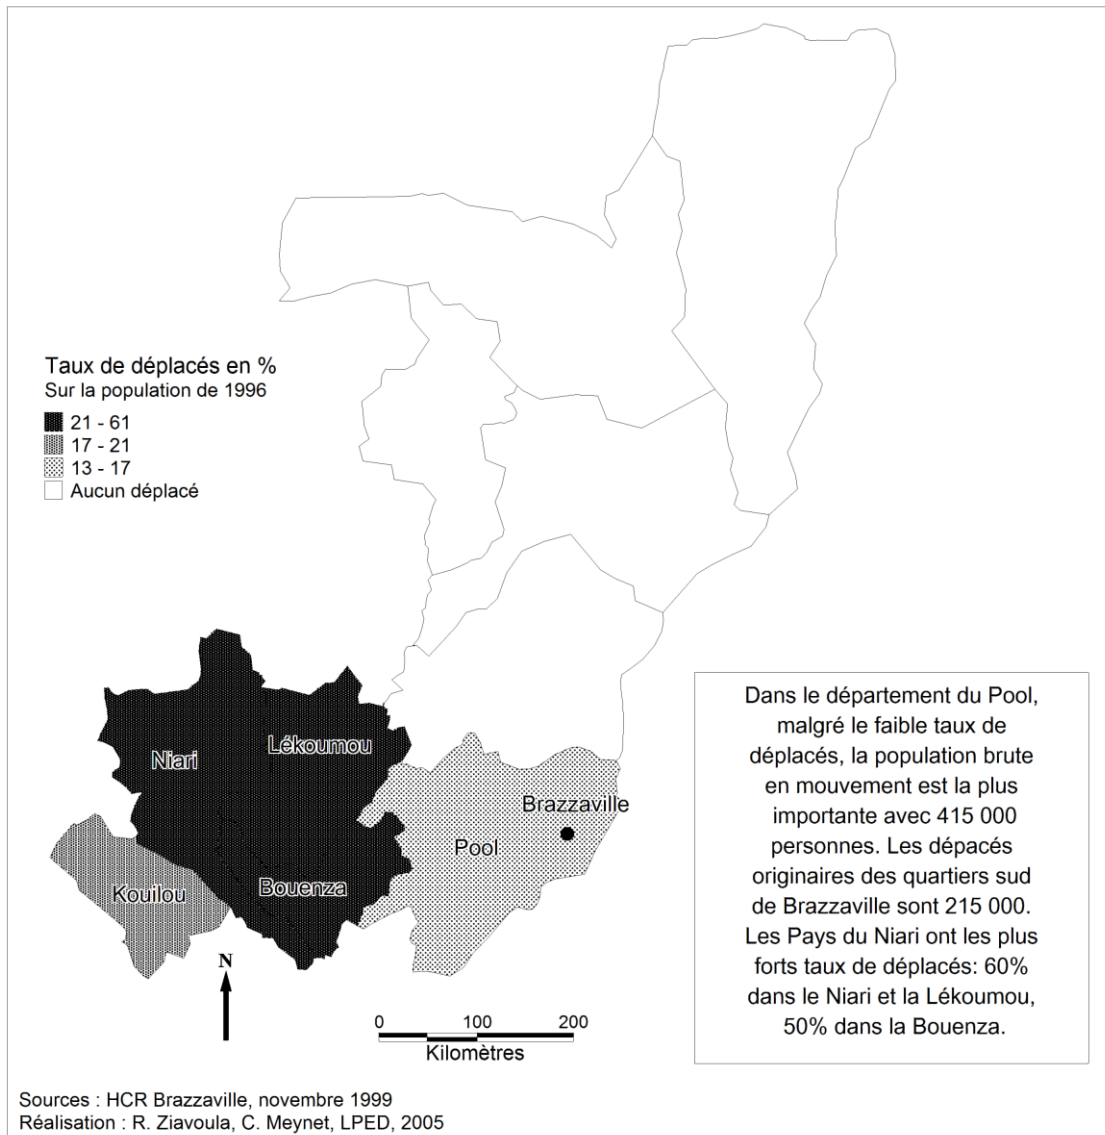 Taux de déplacés en %
Sur la population de 1996
21 - 61
17 - 21
13 - 17
Aucun déplacé
Niari
Lékoumou
Brazzaville
Pool
Kouilou
Bouenza
N
0 100 200
Kilomètres
Dans le département du Pool,
malgré le faible taux de
déplacés, la population brute
en mouvement est la plus
importante avec 415 000
personnes. Les dépacés
originaires des quartiers sud
de Brazzaville sont 215 000.
Les Pays du Niari ont les plus
forts taux de déplacés: 60%
dans le Niari et la Lékoumou,
50% dans la Bouenza.
Sources : HCR Brazzaville, novembre 1999
Réalisation : R. Ziavoula, C. Meynet, LPED, 2005